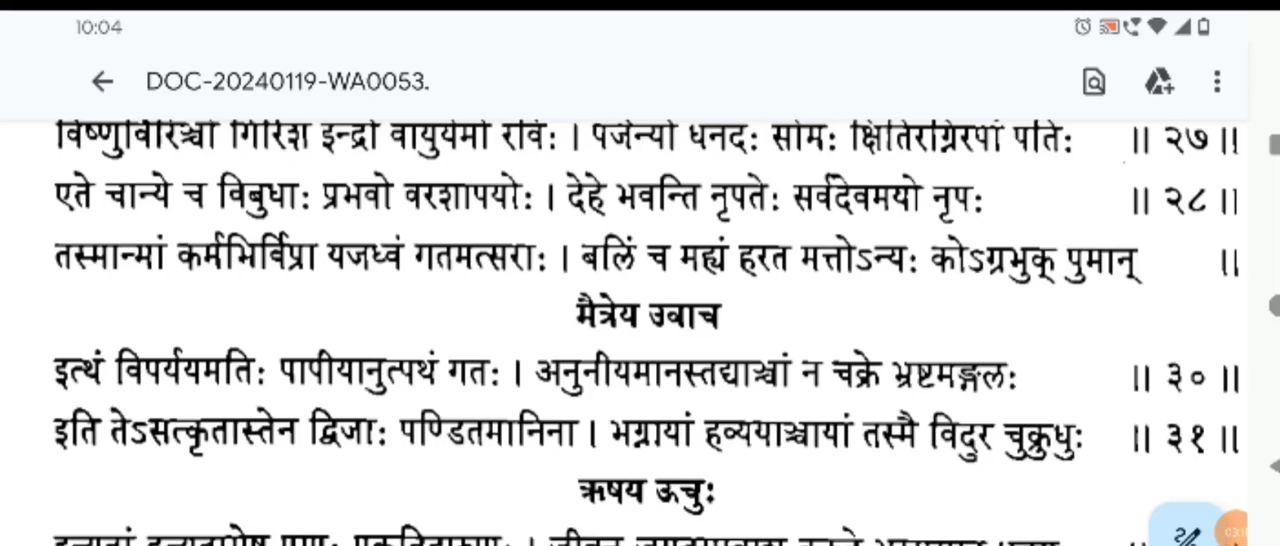 10:04
DOC-20240119-WA0053.
विष्णुर्विरिञ्चो गिरिश इन्द्रो वायुर्यमो रविः । पर्जन्यो धनदः सोमः क्षितिरग्निरपां पतिः ॥ २७ ॥
एते चान्ये च विबुधाः प्रभवो वरशापयोः । देहे भवन्ति नृपतेः सर्वदेवमयो नृपः ॥ २८ ॥
तस्मान्मां कर्मभिर्विप्रा यजध्वं गतमत्सराः । बलिं च मह्यं हरत मत्तोऽन्यः कोऽग्रभुक् पुमान् ॥
मैत्रेय उवाच
इत्थं विपर्ययमतिः पापीयानुत्पथं गतः । अनुनीयमानस्तद्याच्ञां न चक्रे भ्रष्टमङ्गलः ॥ ३० ॥
इति तेऽसत्कृतास्तेन द्विजाः पण्डितमानिना । भग्नायां हव्ययाच्ञायां तस्मै विदुर चुक्रुधुः ॥ ३१ ॥
ऋषय ऊचुः